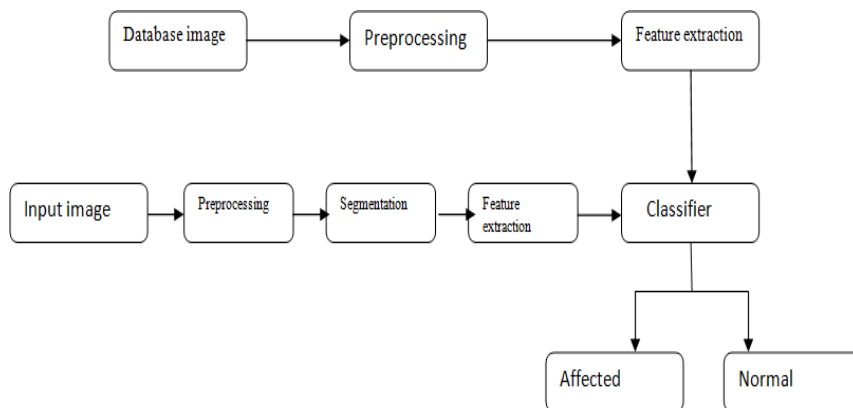 Database image
Preprocessing
Feature extraction
Input image
Preprocessing
Segmentation
Feature
extraction
Classifier
Affected
Normal